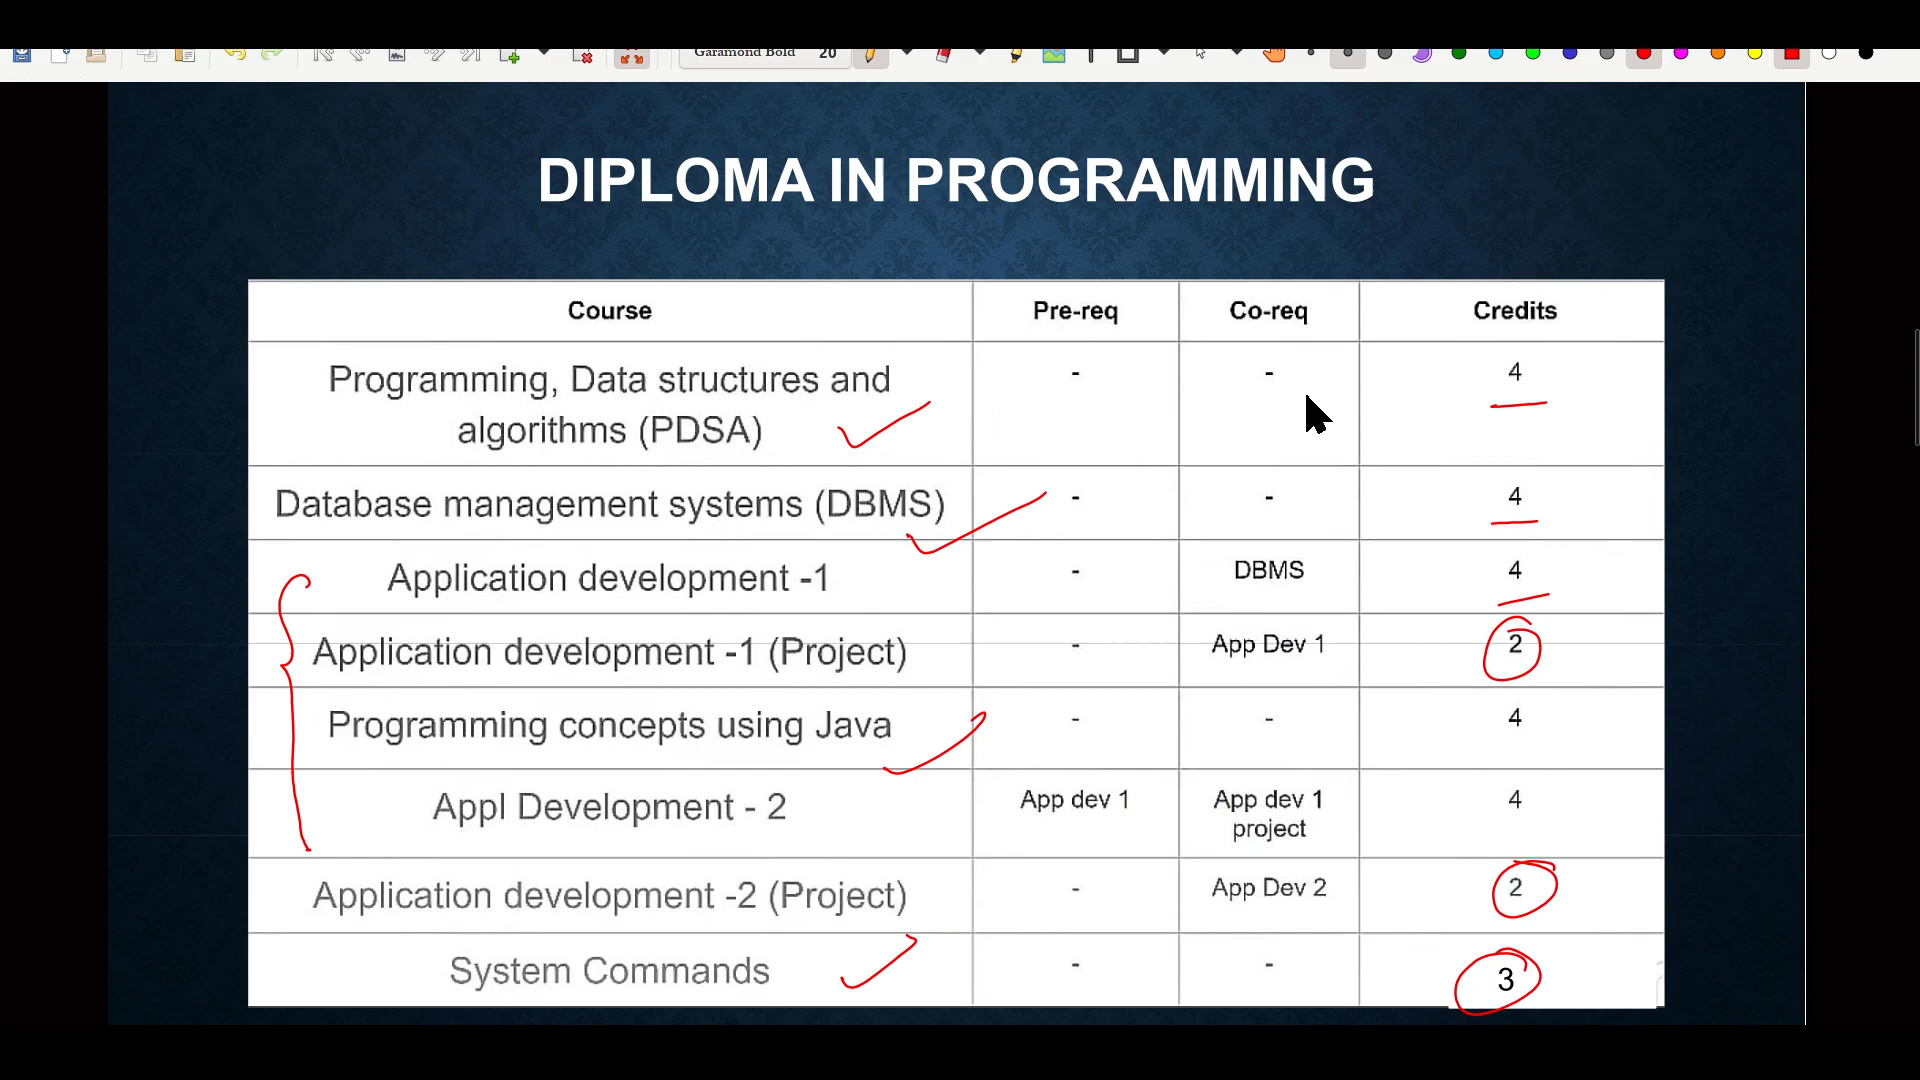 Garamond Bold 20
DIPLOMA IN PROGRAMMING
Course Pre-req Co-req Credits
Programming, Data structures and algorithms (PDSA) - - 4
Database management systems (DBMS) - - 4
Application development -1 - DBMS 4
Application development -1 (Project) - App Dev 1 2
Programming concepts using Java - - 4
Appl Development - 2 App dev 1 App dev 1 project 4
Application development -2 (Project) - App Dev 2 2
System Commands - - 3